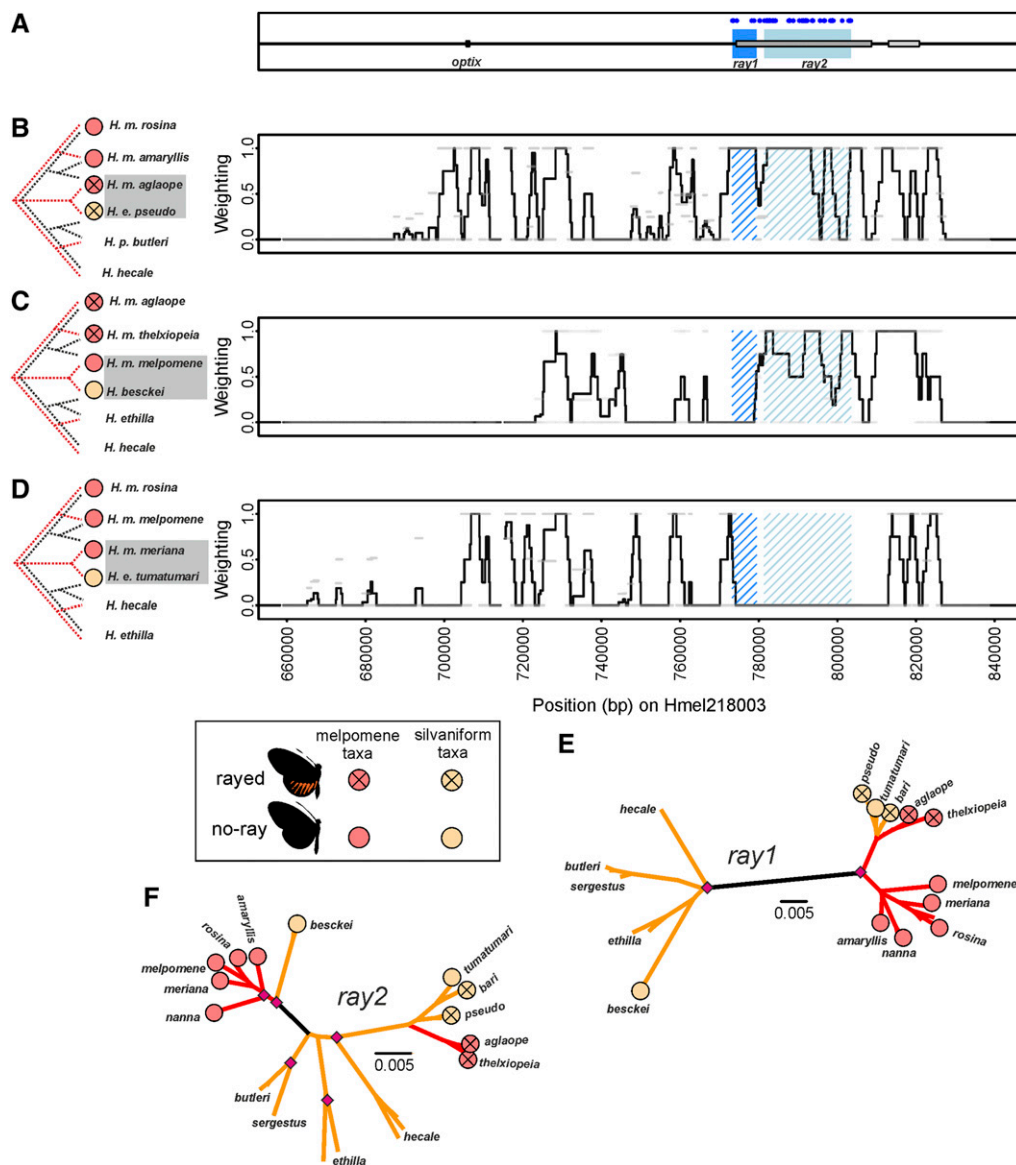 A
optix
ray1
ray2
B
H. m. rosina
H. m. amaryllis
H. m. aglaope
H. e. pseudo
H. p. butleri
H. hecale
Weighting
1.0
0.5
0.0
C
H. m. aglaope
H. m. thelxiopeia
H. m. melpomene
H. besckei
H. ethilla
H. hecale
Weighting
1.0
0.5
0.0
D
H. m. rosina
H. m. melpomene
H. m. meriana
H. e. tumatumari
H. hecale
H. ethilla
Weighting
1.0
0.5
0.0
660000
680000
700000
720000
740000
760000
780000
800000
820000
840000
Position (bp) on Hmel218003
melpomene taxa
silvaniform taxa
rayed
no-ray
E
ray1
0.005
pseudo
tumatumari
bari
aglaope
thelxiopeia
melpomene
meriana
rosina
nanna
amaryllis
hecale
butleri
sergestus
ethilla
besckei
F
ray2
0.005
amaryllis
rosina
melpomene
meriana
nanna
besckei
tumatumari
bari
pseudo
aglaope
thelxiopeia
butleri
sergestus
ethilla
hecale